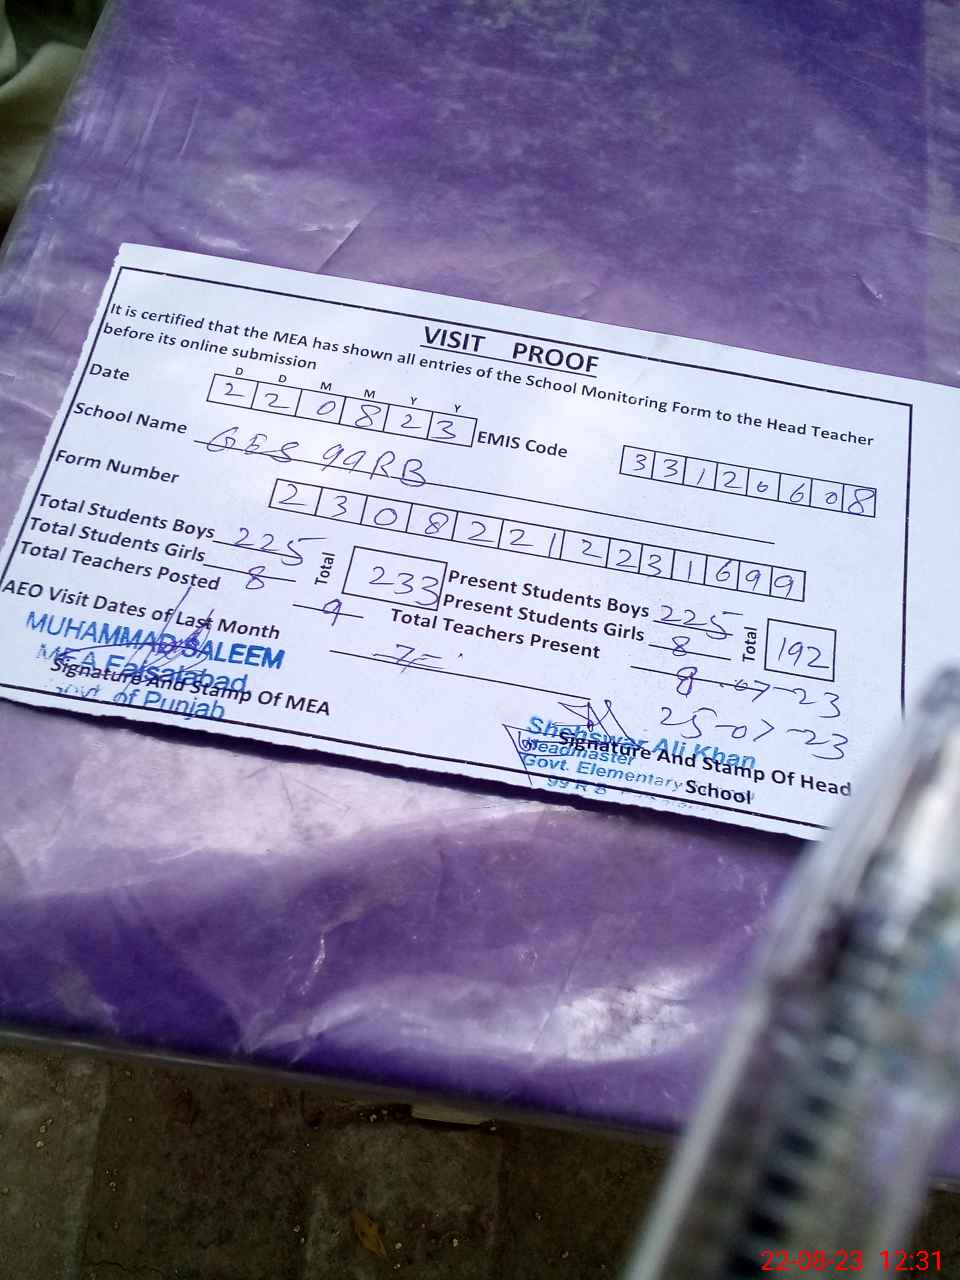 VISIT PROOF
It is certified that the MEA has shown all entries of the School Monitoring Form to the Head Teacher
before its online submission
D D M M Y Y
Date 2 2 0 8 2 3 EMIS Code 3 3 1 2 0 6 0 8
School Name GES 99RB
Form Number 2 3 0 8 2 2 1 2 2 3 1 6 9 9
Total Students Boys 225 Total 233 Present Students Boys 225 Total 192
Total Students Girls 8 Present Students Girls 8
Total Teachers Posted 9 Total Teachers Present 8
AEO Visit Dates of Last Month 07-23
25-07-23
MUHAMMAD SALEEM
MEA Faisalabad
Govt. of Punjab
Signature And Stamp Of MEA
Shehswar Ali Khan
Headmaster
Govt. Elementary
99 R B
Signature And Stamp Of Head
School
22-08-23 12:31